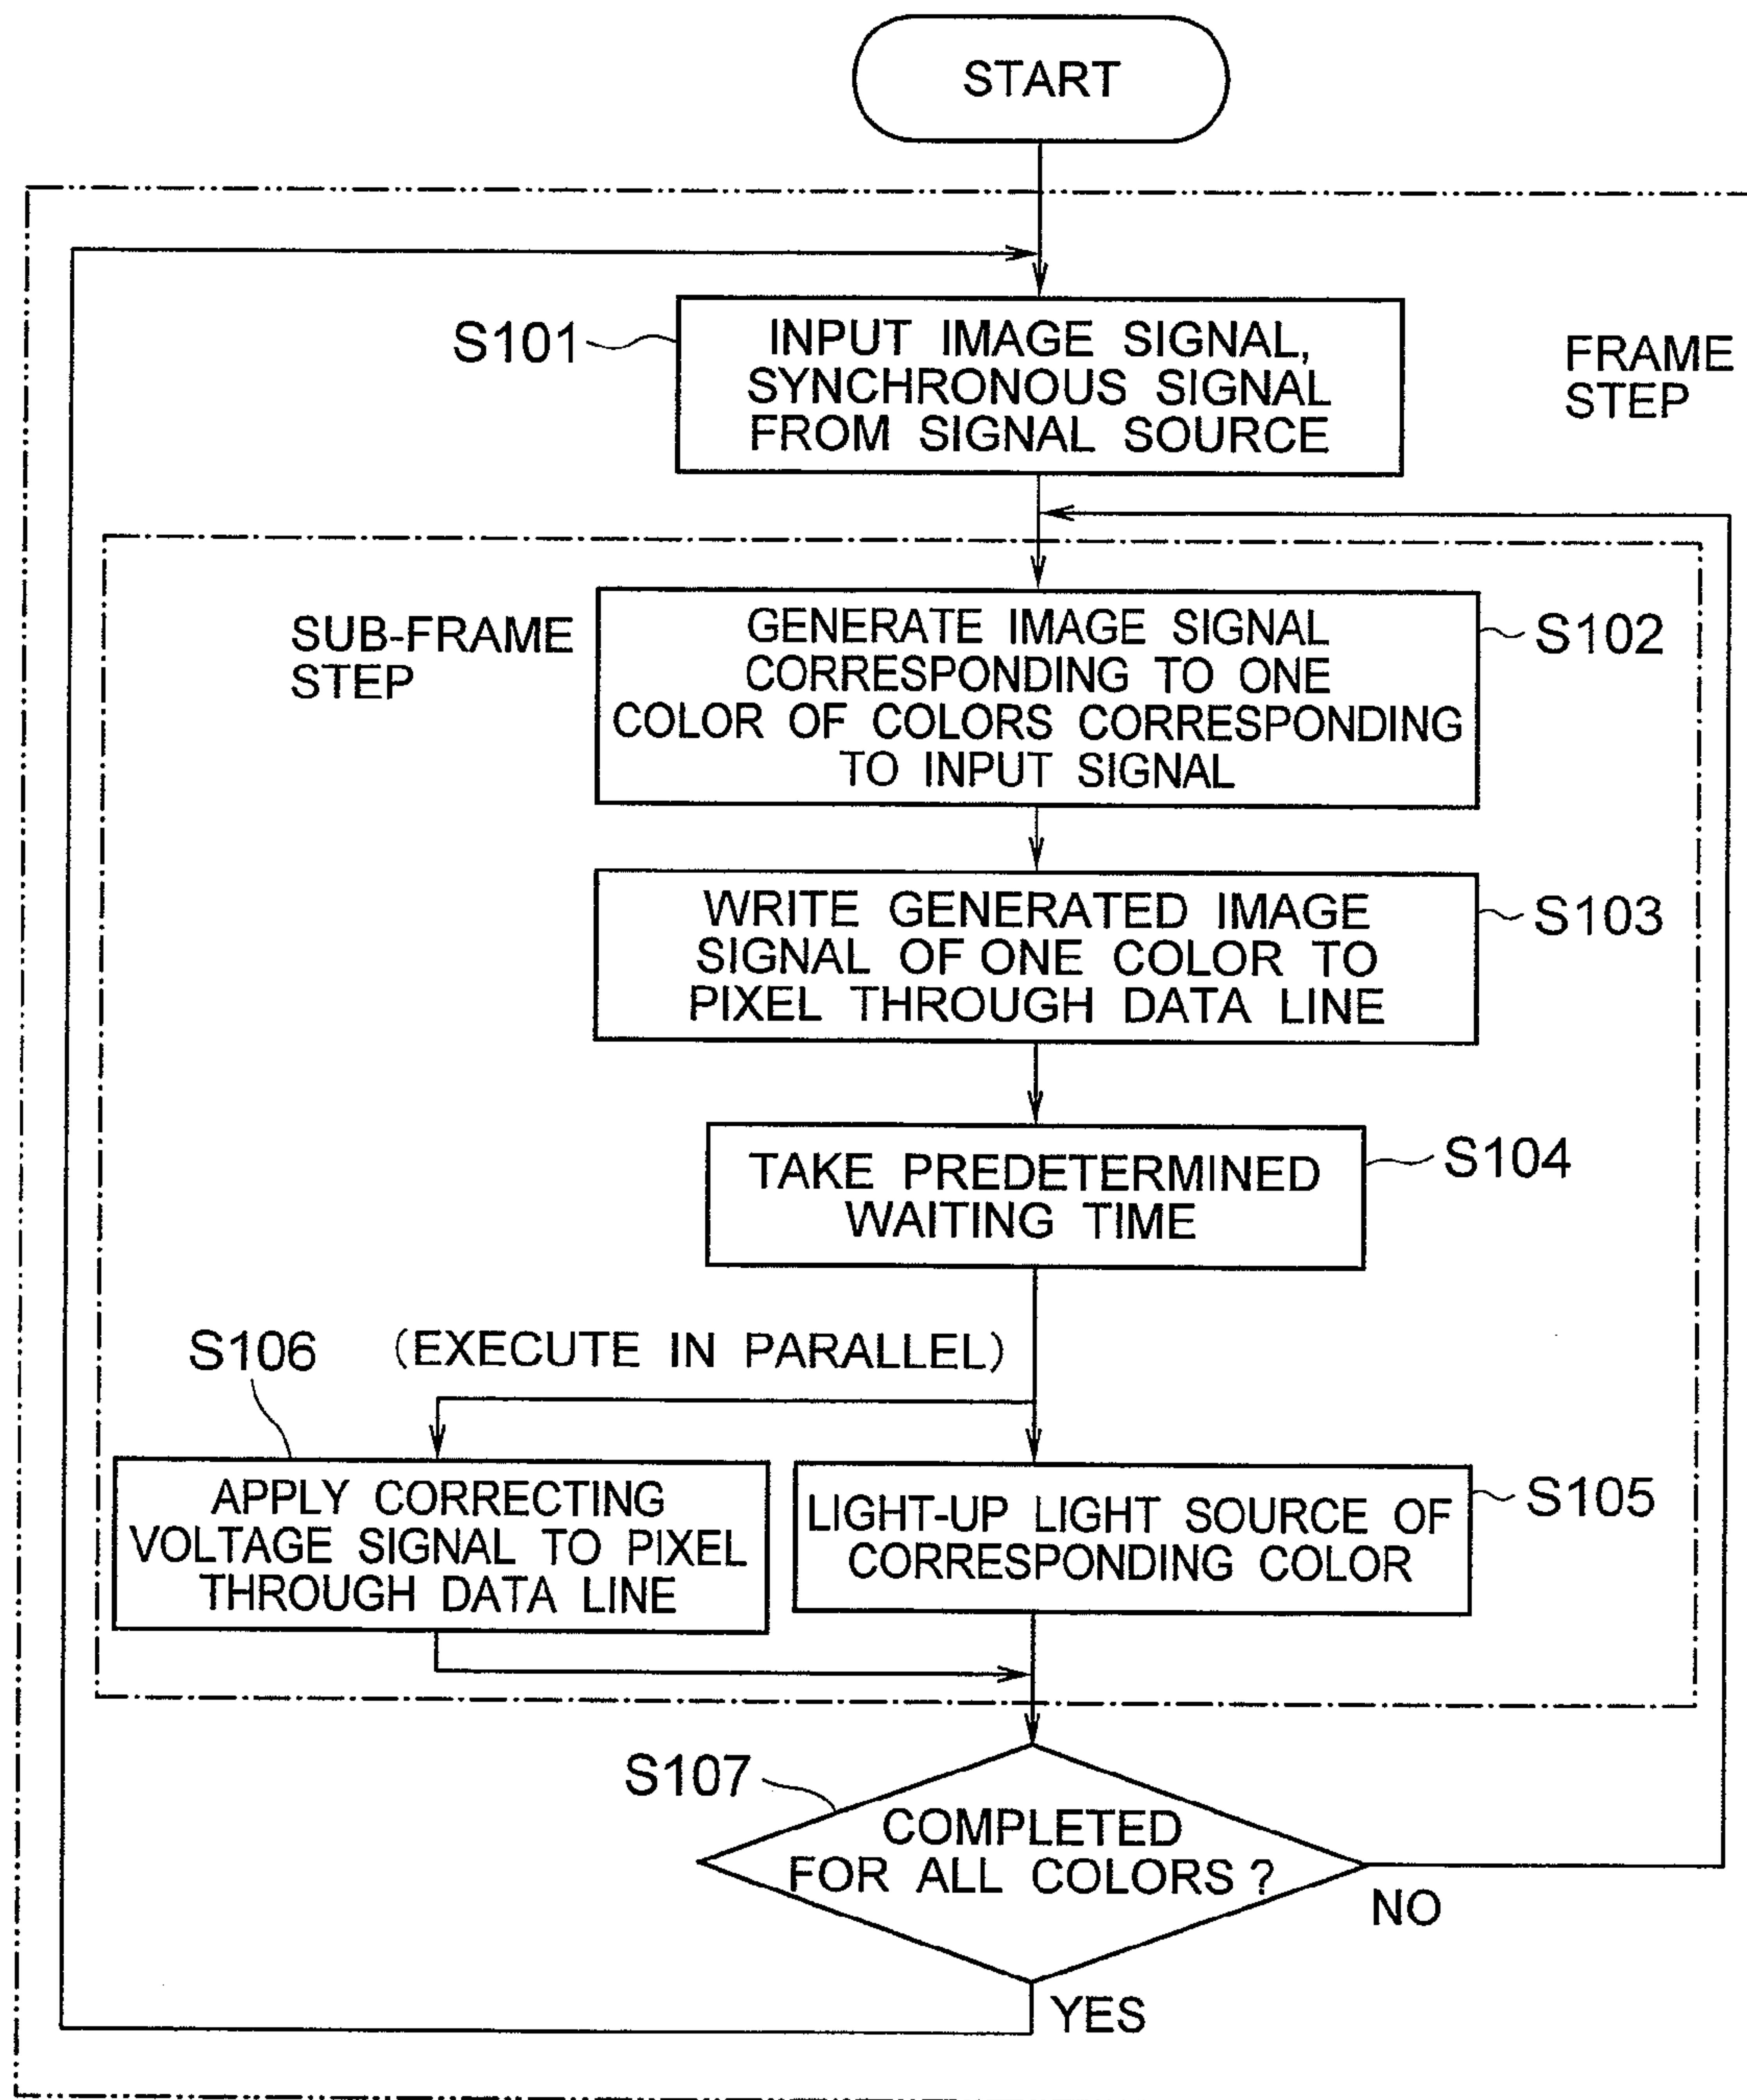 START
S101
INPUT IMAGE SIGNAL,
SYNCHRONOUS SIGNAL
FROM SIGNAL SOURCE
FRAME
STEP
SUB-FRAME
STEP
GENERATE IMAGE SIGNAL
CORRESPONDING TO ONE
COLOR OF COLORS CORRESPONDING
TO INPUT SIGNAL
S102
WRITE GENERATED IMAGE
SIGNAL OF ONE COLOR TO
PIXEL THROUGH DATA LINE
S103
TAKE PREDETERMINED
WAITING TIME
S104
S106
(EXECUTE IN PARALLEL)
APPLY CORRECTING
VOLTAGE SIGNAL TO PIXEL
THROUGH DATA LINE
LIGHT-UP LIGHT SOURCE OF
CORRESPONDING COLOR
S105
S107
COMPLETED
FOR ALL COLORS ?
NO
YES